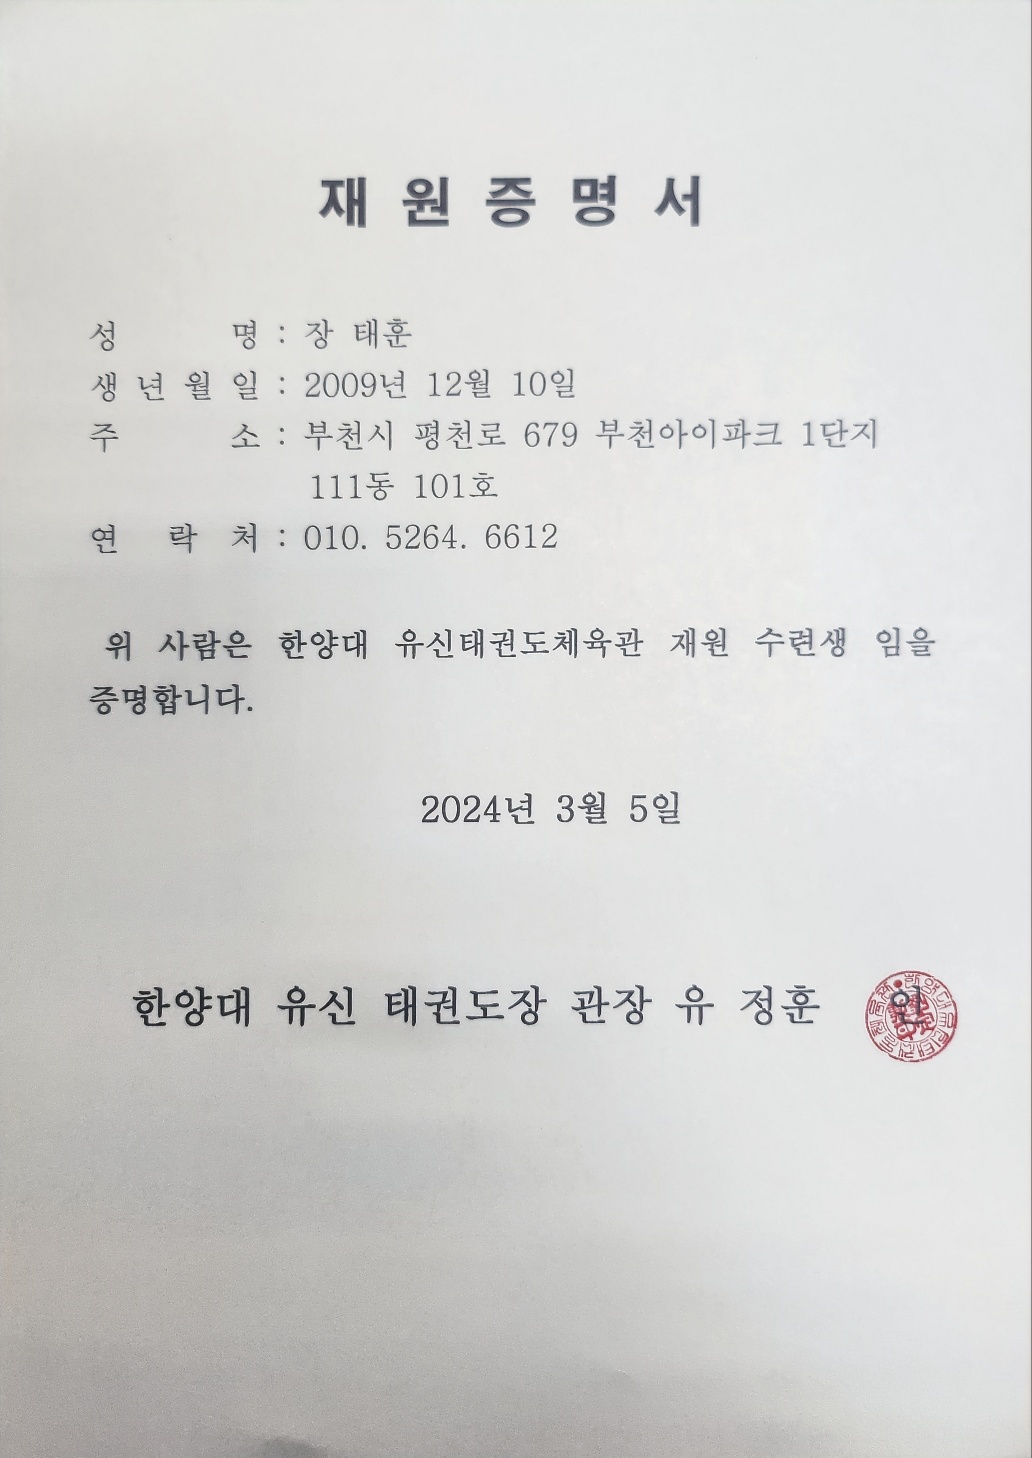 재원증명서
성 명 : 장 태훈
생년월일 : 2009년 12월 10일
주 소 : 부천시 평천로 679 부천아이파크 1단지
111동 101호
연 락 처 : 010. 5264. 6612
위 사람은 한양대 유신태권도체육관 재원 수련생 임을
증명합니다.
2024년 3월 5일
한양대 유신 태권도장 관장 유 정훈 인